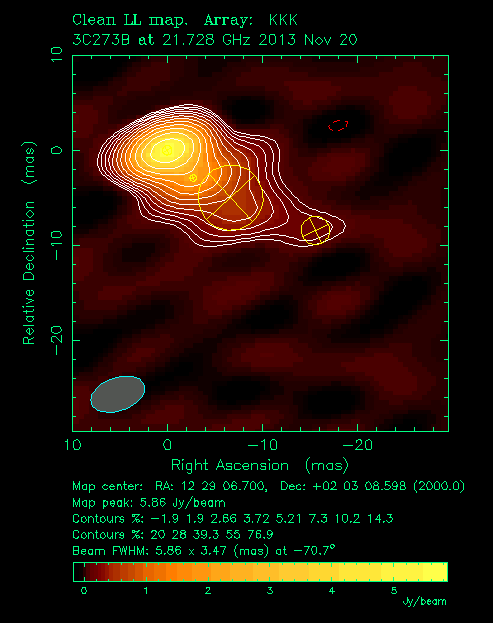 Clean LL map. Array: KKK
3C273B at 21.728 GHz 2013 Nov 20
Relative Declination (mas)
10
0
−10
−20
10 0 −10 −20
Right Ascension (mas)
Map center: RA: 12 29 06.700, Dec: +02 03 08.598 (2000.0)
Map peak: 5.86 Jy/beam
Contours %: −1.9 1.9 2.66 3.72 5.21 7.3 10.2 14.3
Contours %: 20 28 39.3 55 76.9
Beam FWHM: 5.86 x 3.47 (mas) at −70.7°
0 1 2 3 4 5
Jy/beam